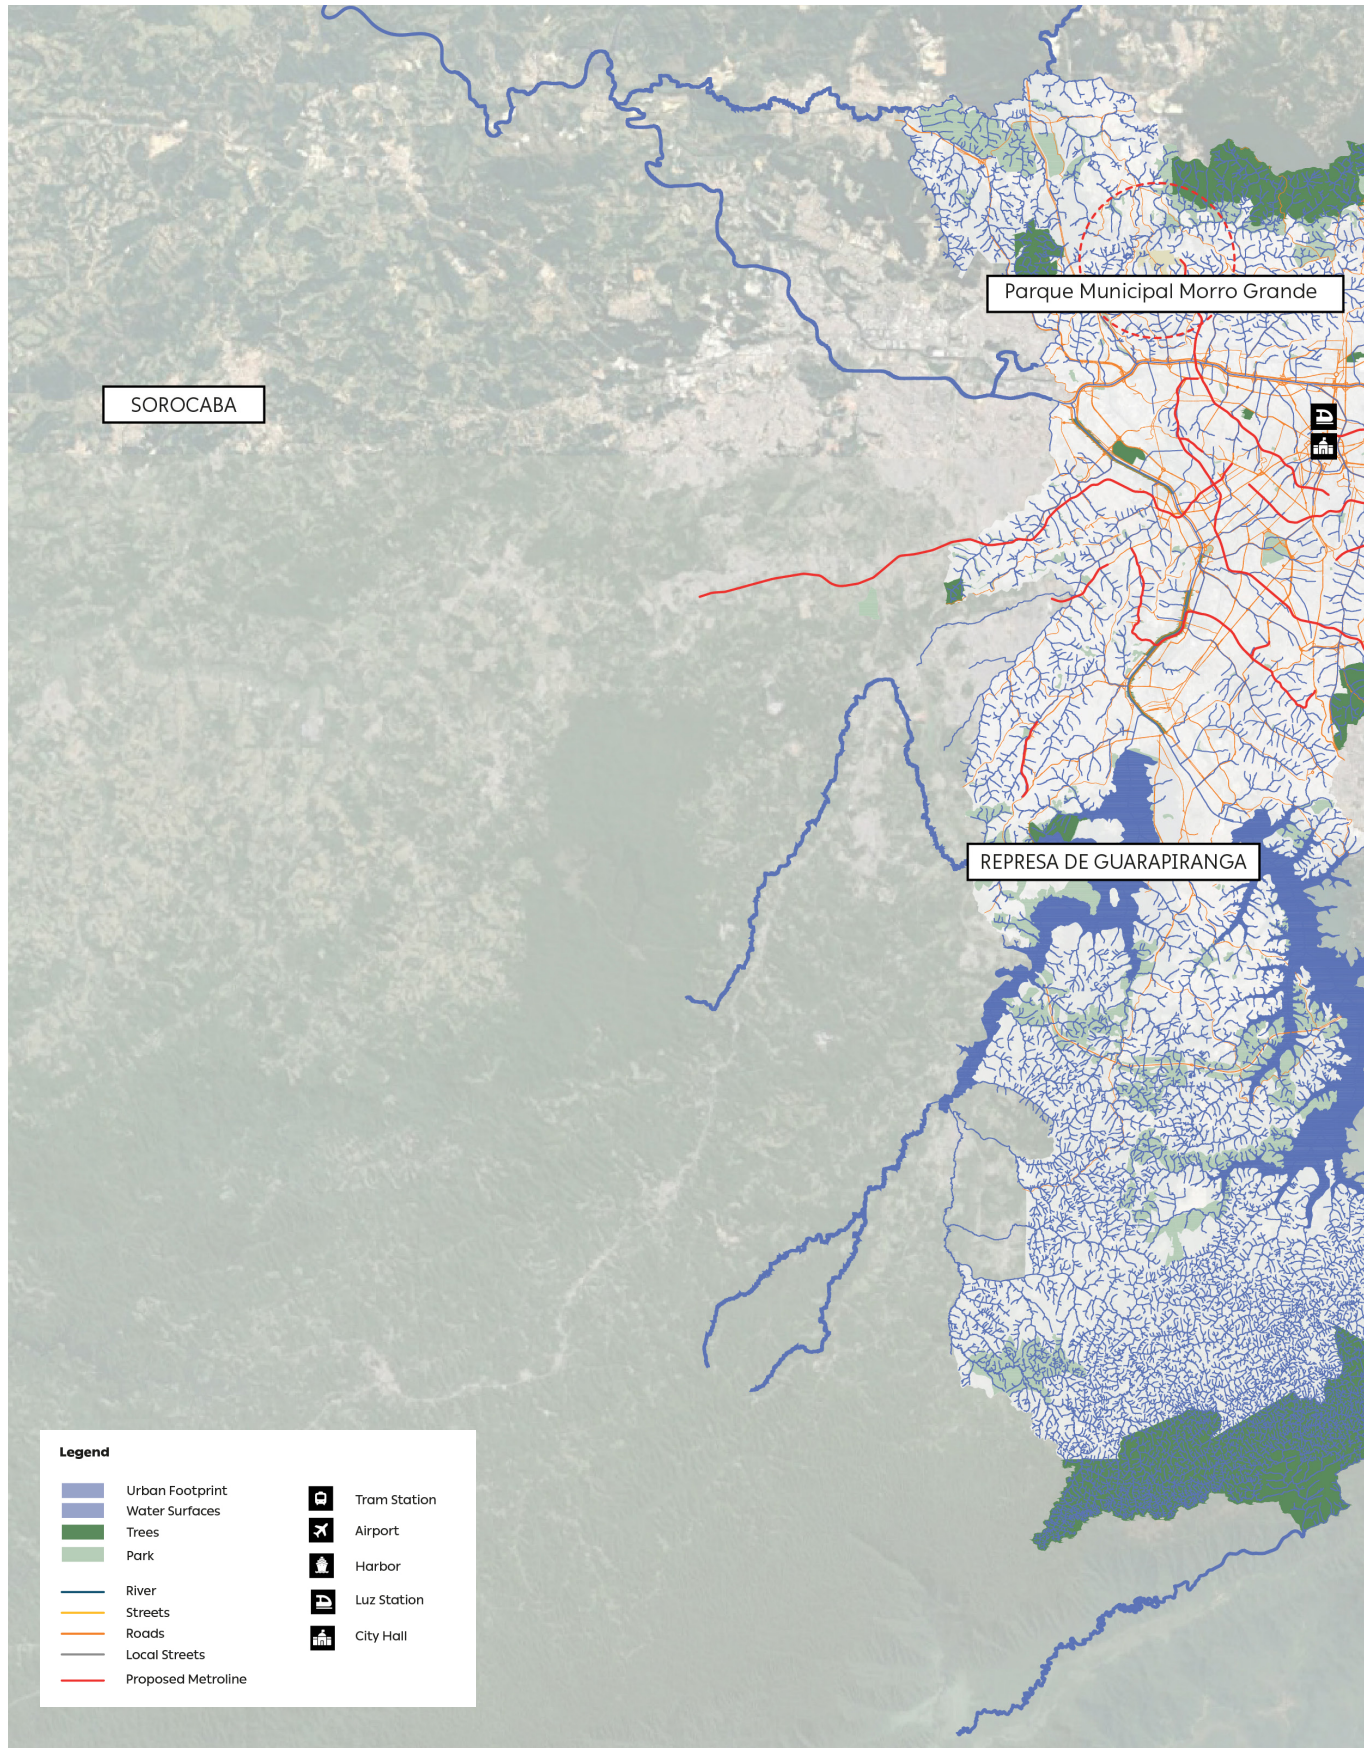 Parque Municipal Morro Grande
SOROCABA
REPRESA DE GUARAPIRANGA
Legend
Urban Footprint
Water Surfaces
Trees
Park
River
Streets
Roads
Local Streets
Proposed Metroline
Tram Station
Airport
Harbor
Luz Station
City Hall